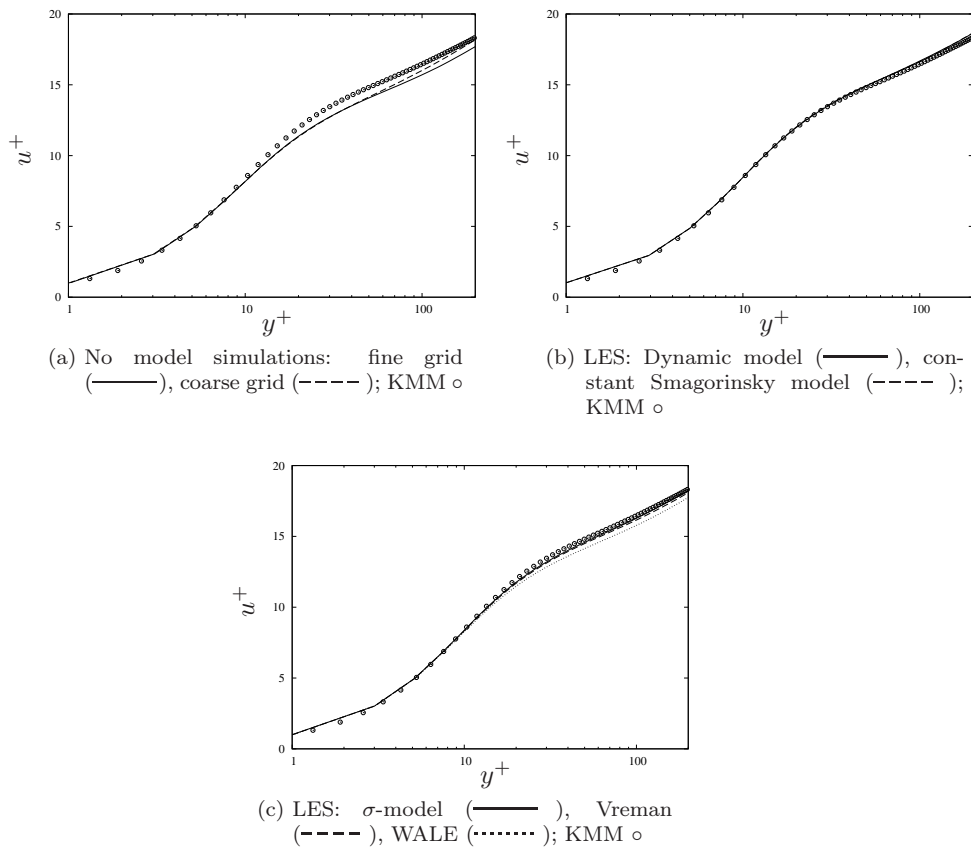 20
15
10
5
0
1
10
100
u+
y+
(a) No model simulations: fine grid
(———), coarse grid (– – – –); KMM ∘
20
15
10
5
0
1
10
100
u+
y+
(b) LES: Dynamic model (———), con-
stant Smagorinsky model (– – – –);
KMM ∘
20
15
10
5
0
1
10
100
u+
y+
(c) LES: σ-model (———), Vreman
(– – – –), WALE (·······); KMM ∘